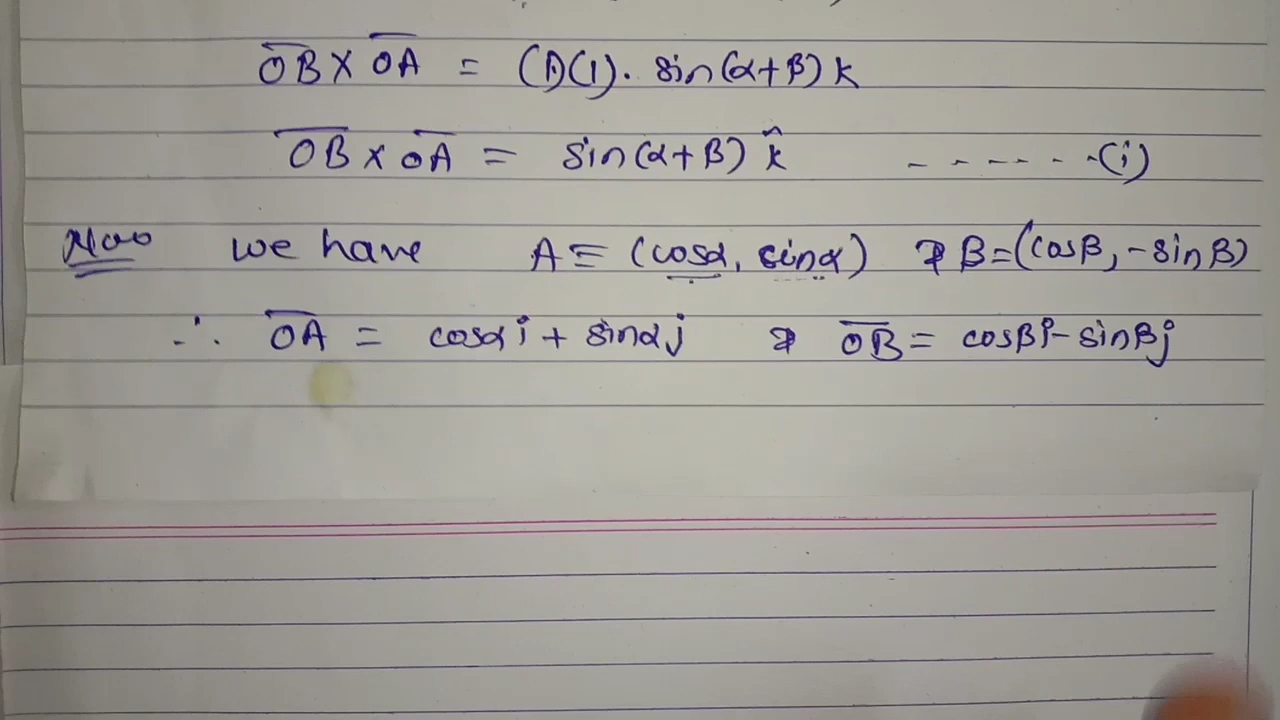 OB × OA = (1)(1). sin(α+β) k
OB × OA = sin(α+β) k̂ ------(i)
Now we have A ≡ (cosα, sinα) & B=(cosβ, -sinβ)
∴ OA = cosα i + sinα j & OB = cosβ i - sinβ j